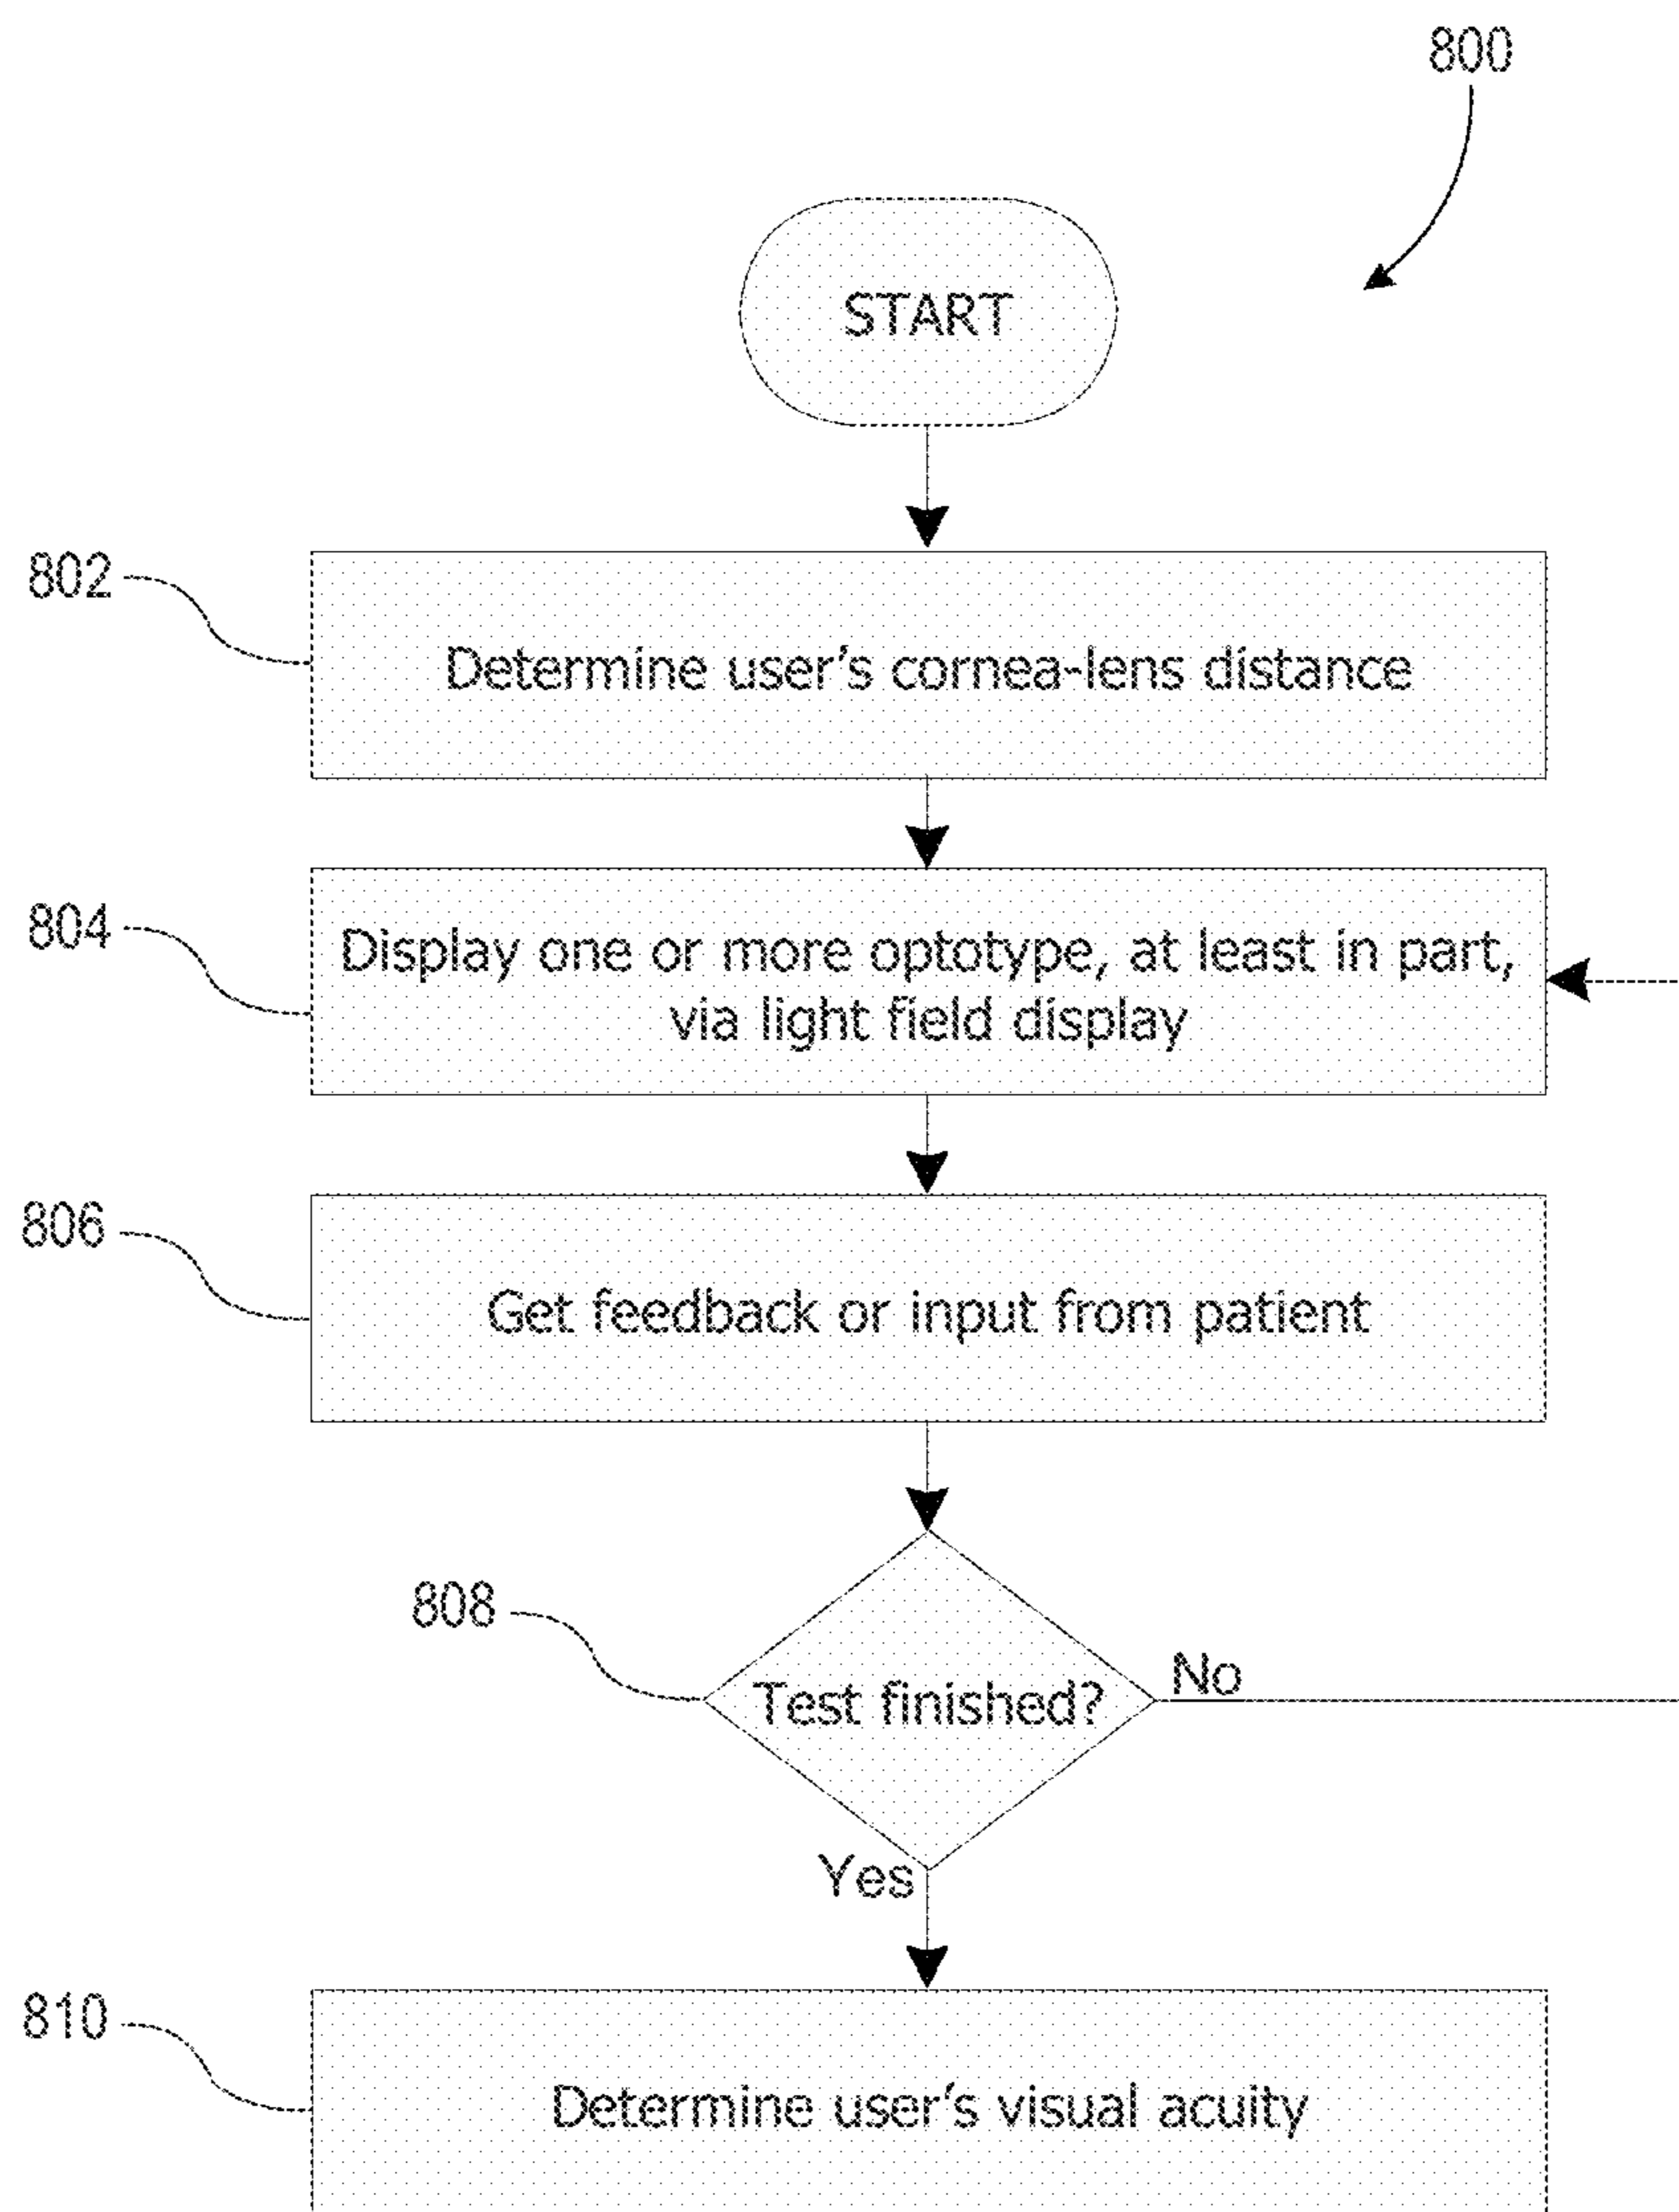 800
START
802
Determine user's cornea-lens distance
804
Display one or more optotype, at least in part,
via light field display
806
Get feedback or input from patient
808
Test finished?
No
Yes
810
Determine user's visual acuity